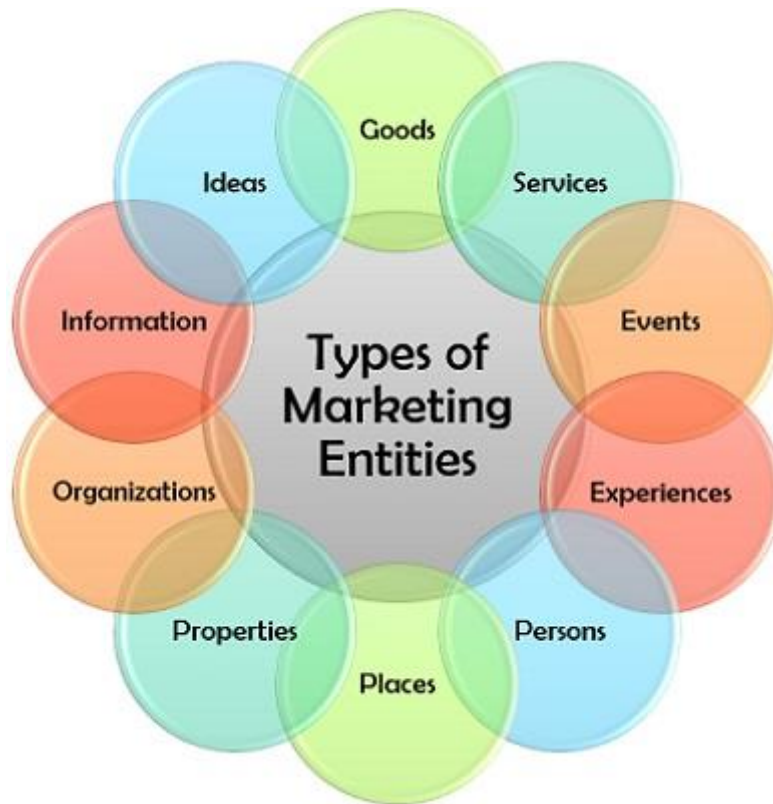 Goods
Services
Events
Experiences
Persons
Places
Properties
Organizations
Information
Ideas
Types of
Marketing
Entities